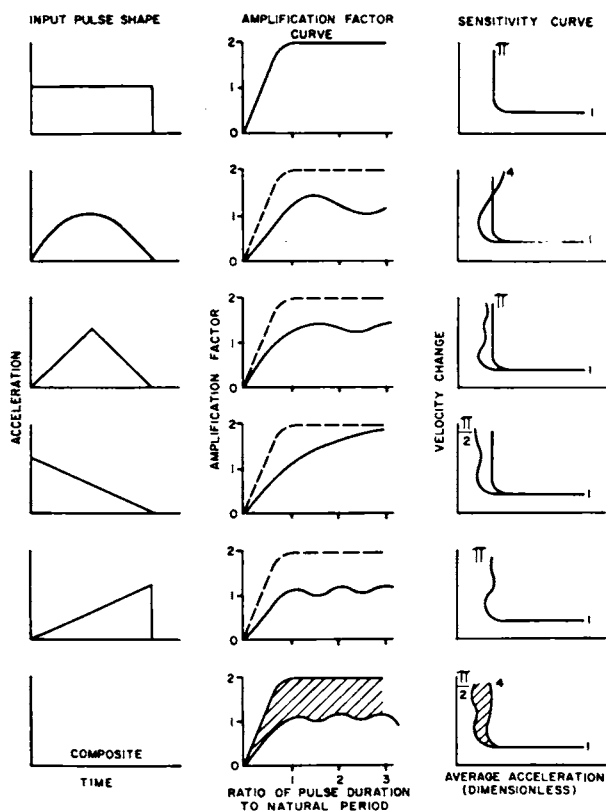 INPUT PULSE SHAPE
AMPLIFICATION FACTOR
CURVE
SENSITIVITY CURVE
2
1
0
π
1
2
1
0
4
1
2
1
0
π
1
2
1
0
π/2
1
2
1
0
π
1
2
1
0
1 2 3
π/2 4
1
ACCELERATION
AMPLIFICATION FACTOR
VELOCITY CHANGE
COMPOSITE
TIME
RATIO OF PULSE DURATION
TO NATURAL PERIOD
AVERAGE ACCELERATION
(DIMENSIONLESS)